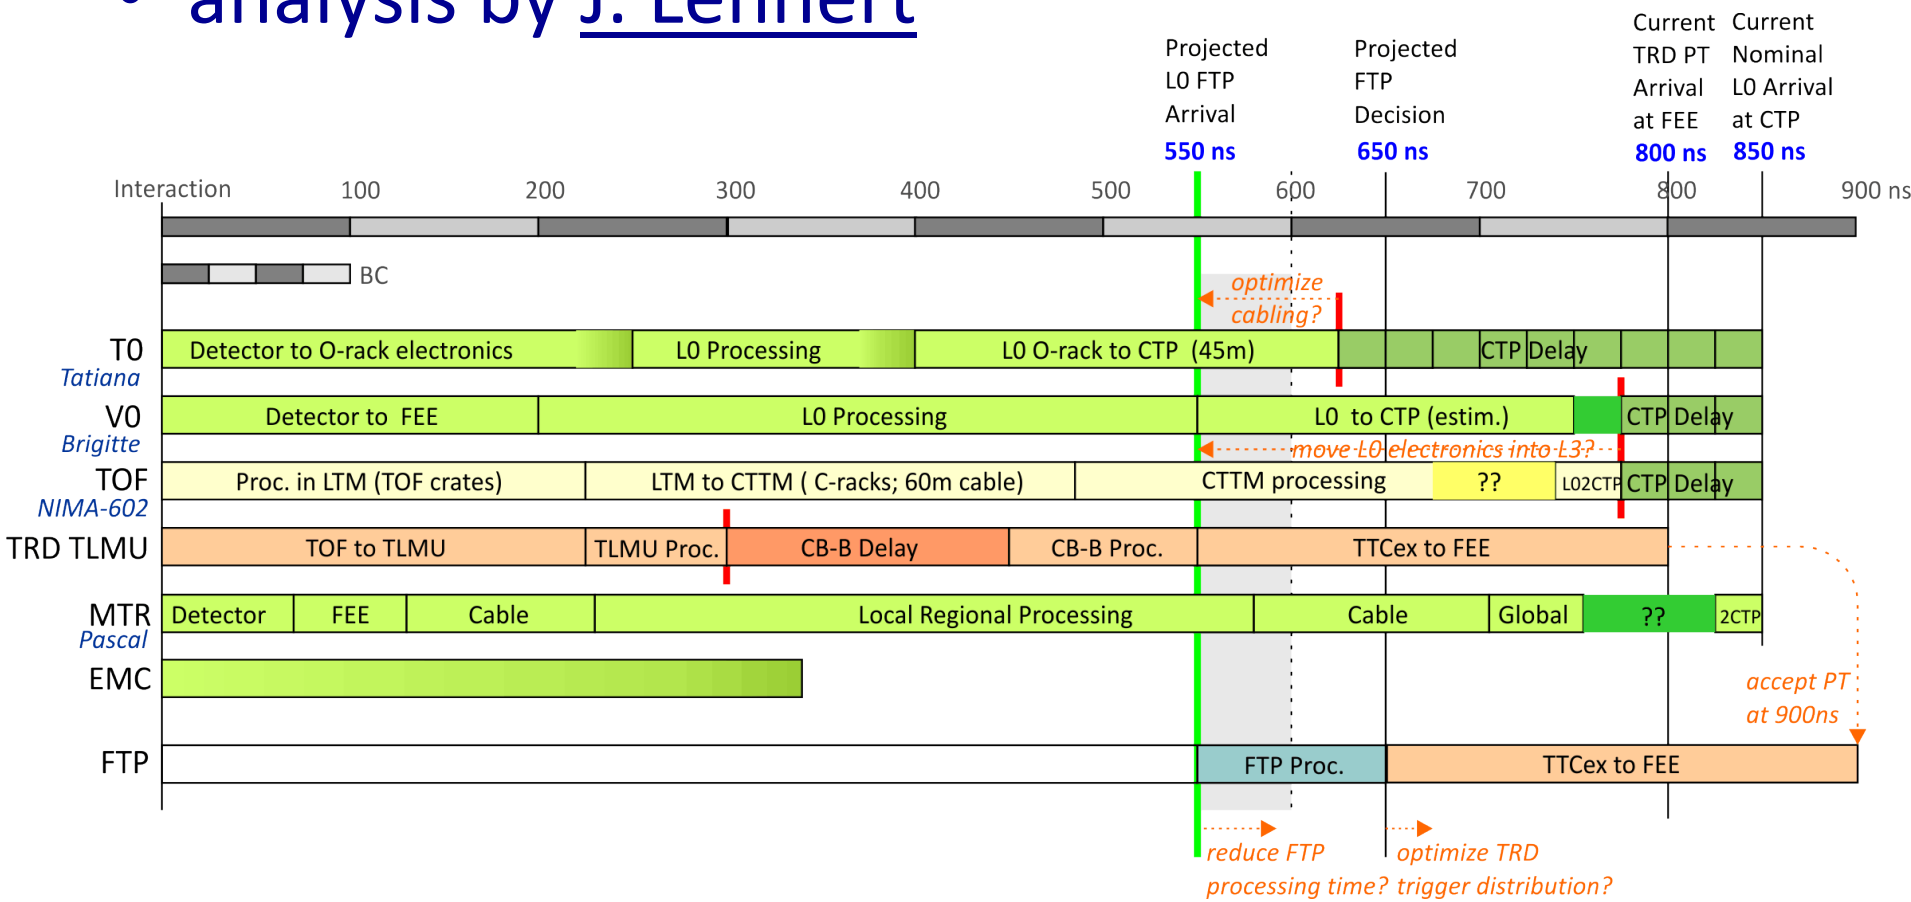 • analysis by J. Lehnert
Projected
L0 FTP
Arrival
550 ns
Projected
FTP
Decision
650 ns
Current
TRD PT
Arrival
at FEE
800 ns
Current
Nominal
L0 Arrival
at CTP
850 ns
Interaction 100 200 300 400 500 600 700 800 900 ns
BC
optimize
cabling?
T0 Detector to O-rack electronics L0 Processing L0 O-rack to CTP (45m) CTP Delay
Tatiana
V0 Detector to FEE L0 Processing L0 to CTP (estim.) CTP Delay
Brigitte
move L0 electronics into L3?
TOF Proc. in LTM (TOF crates) LTM to CTTM ( C-racks; 60m cable) CTTM processing ?? L02CTP CTP Delay
NIMA-602
TRD TLMU TOF to TLMU TLMU Proc. CB-B Delay CB-B Proc. TTCex to FEE
MTR Detector FEE Cable Local Regional Processing Cable Global ?? 2CTP
Pascal
EMC
accept PT
at 900ns
FTP FTP Proc. TTCex to FEE
reduce FTP
processing time?
optimize TRD
trigger distribution?